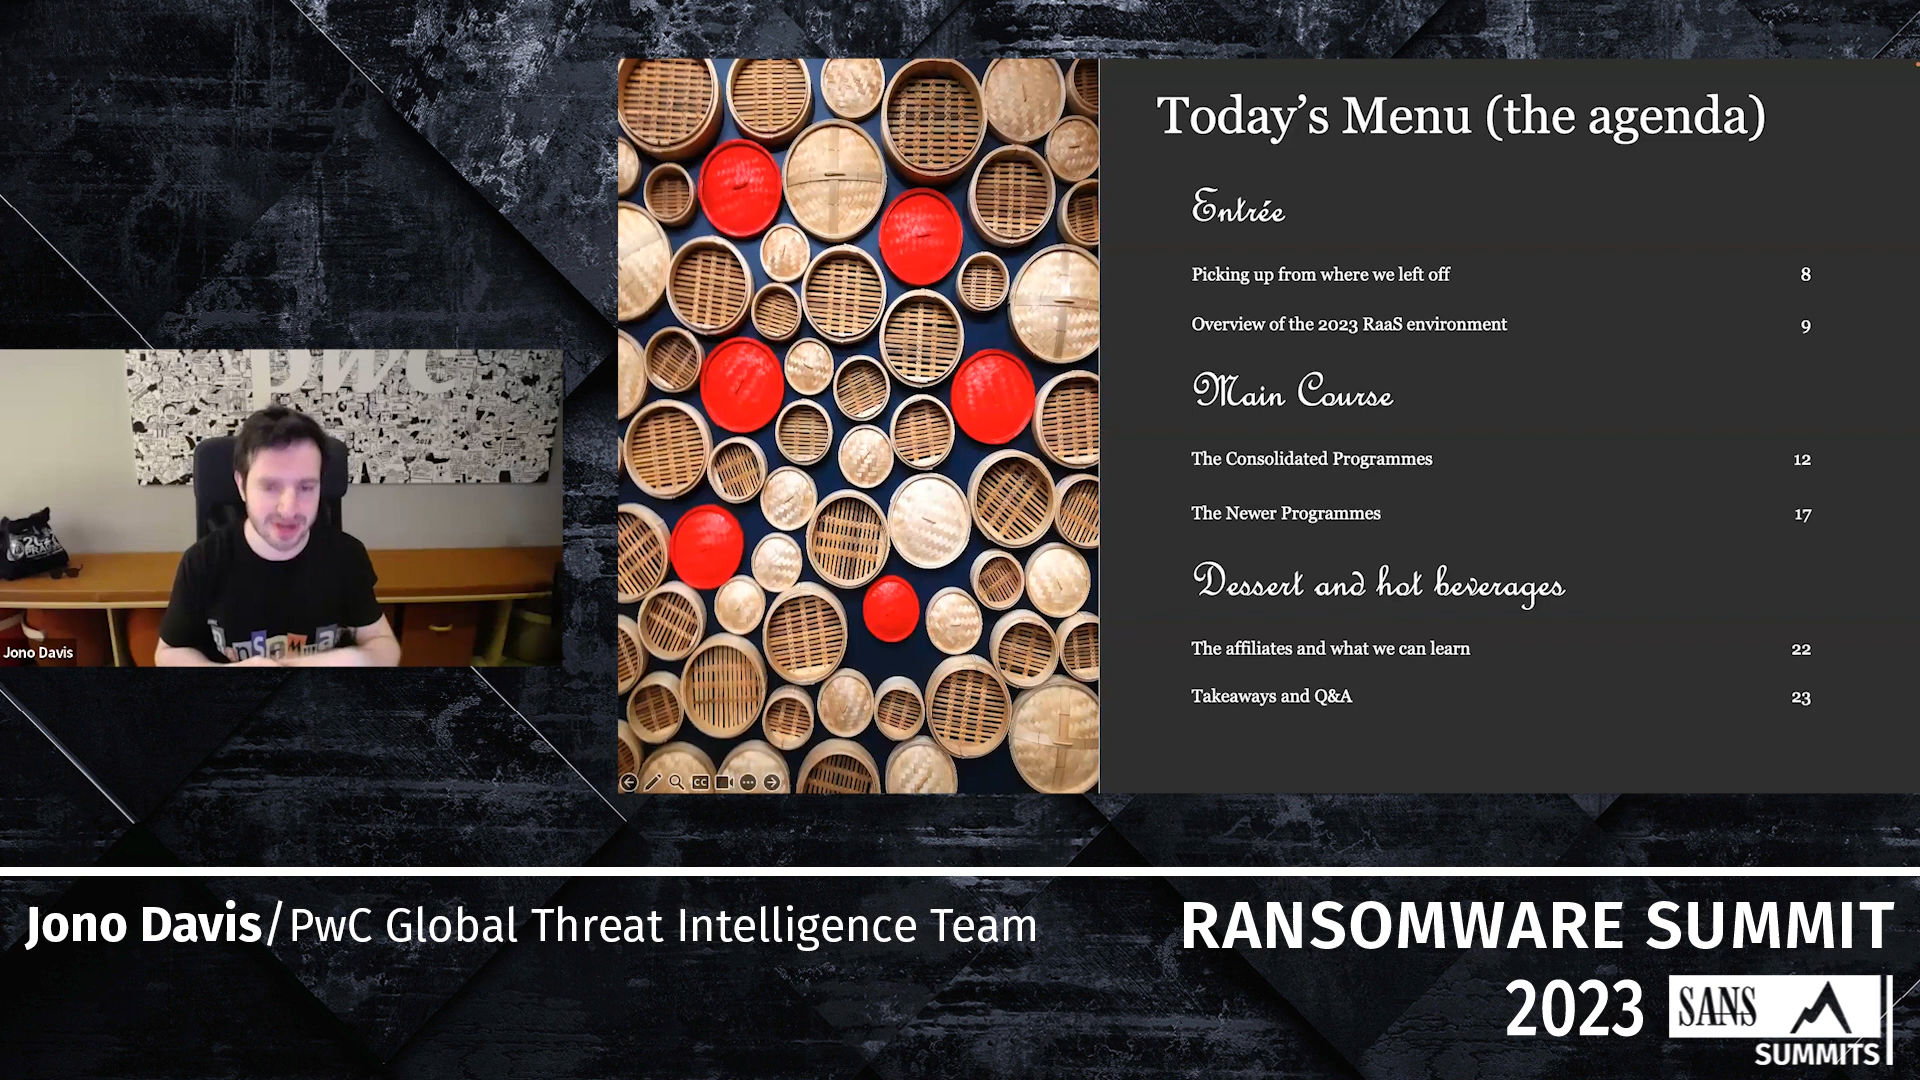 Today's Menu (the agenda)
Entrée
Picking up from where we left off 8
Overview of the 2023 RaaS environment 9
Main Course
The Consolidated Programmes 12
The Newer Programmes 17
Dessert and hot beverages
The affiliates and what we can learn 22
Takeaways and Q&A 23
pwc
Jono Davis
CC
Jono Davis/PwC Global Threat Intelligence Team
RANSOMWARE SUMMIT
2023
SANS
SUMMITS